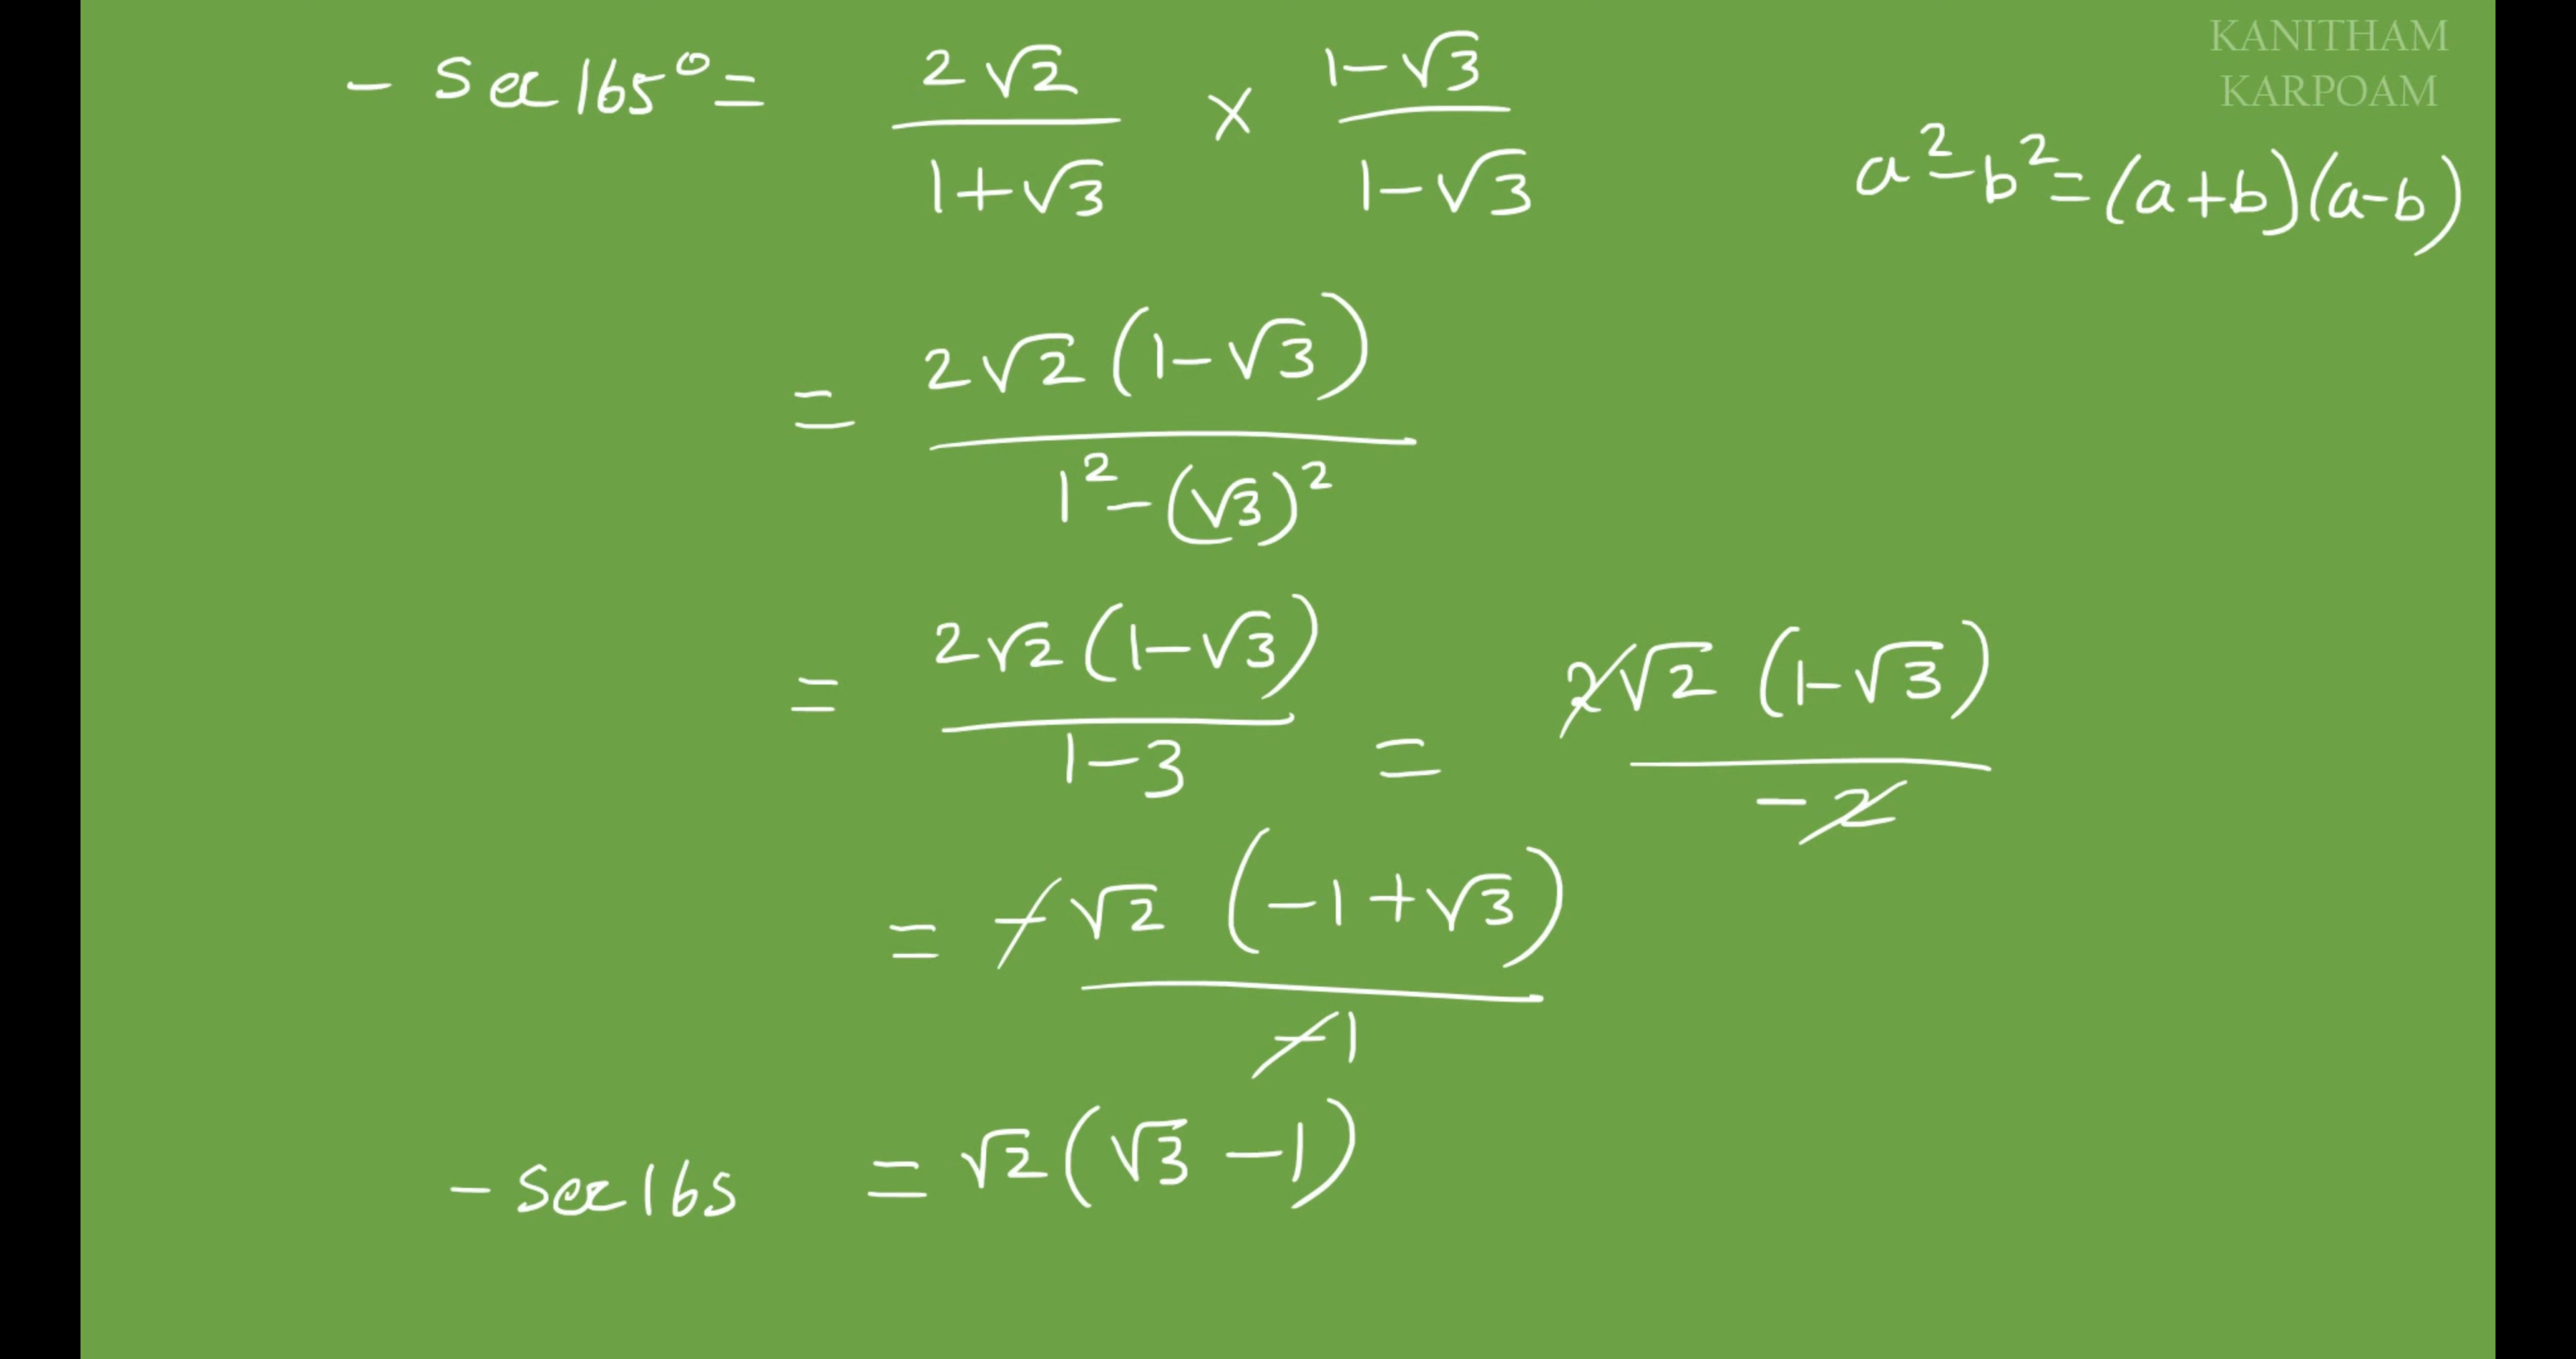 KANITHAM
KARPOAM
- sec 165° = 2√2 / 1+√3 × 1-√3 / 1-√3
a²-b²=(a+b)(a-b)
= 2√2 (1-√3) / 1²-(√3)²
= 2√2 (1-√3) / 1-3 = 2√2 (1-√3) / -2
= -√2 (-1+√3) / -1
- sec 165 = √2 (√3 -1)